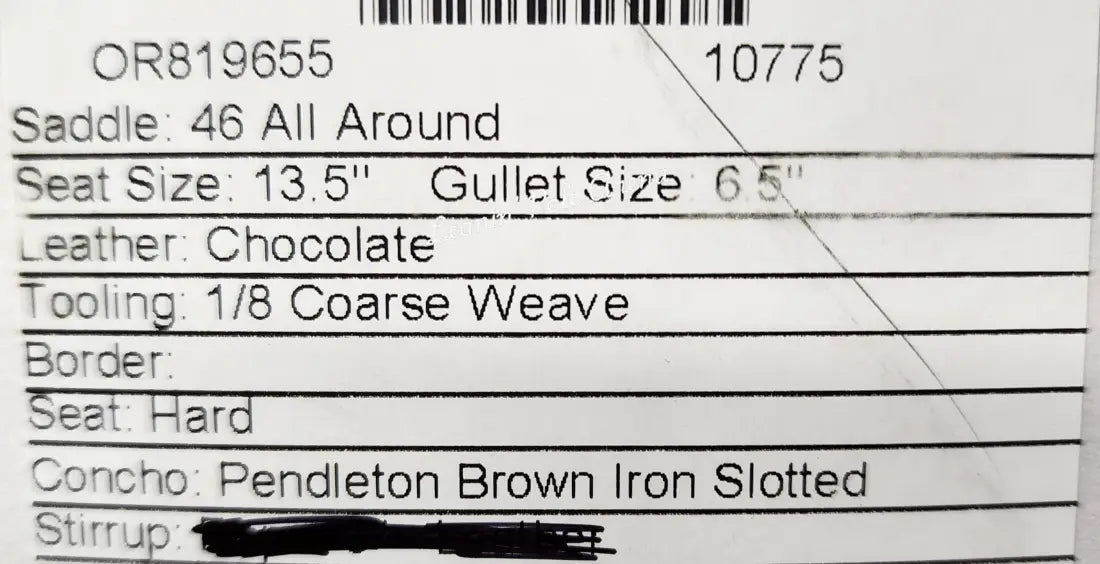 OR819655 10775
Saddle: 46 All Around
Seat Size: 13.5" Gullet Size: 6.5"
Leather: Chocolate
Tooling: 1/8 Coarse Weave
Border:
Seat: Hard
Concho: Pendleton Brown Iron Slotted
Stirrup: